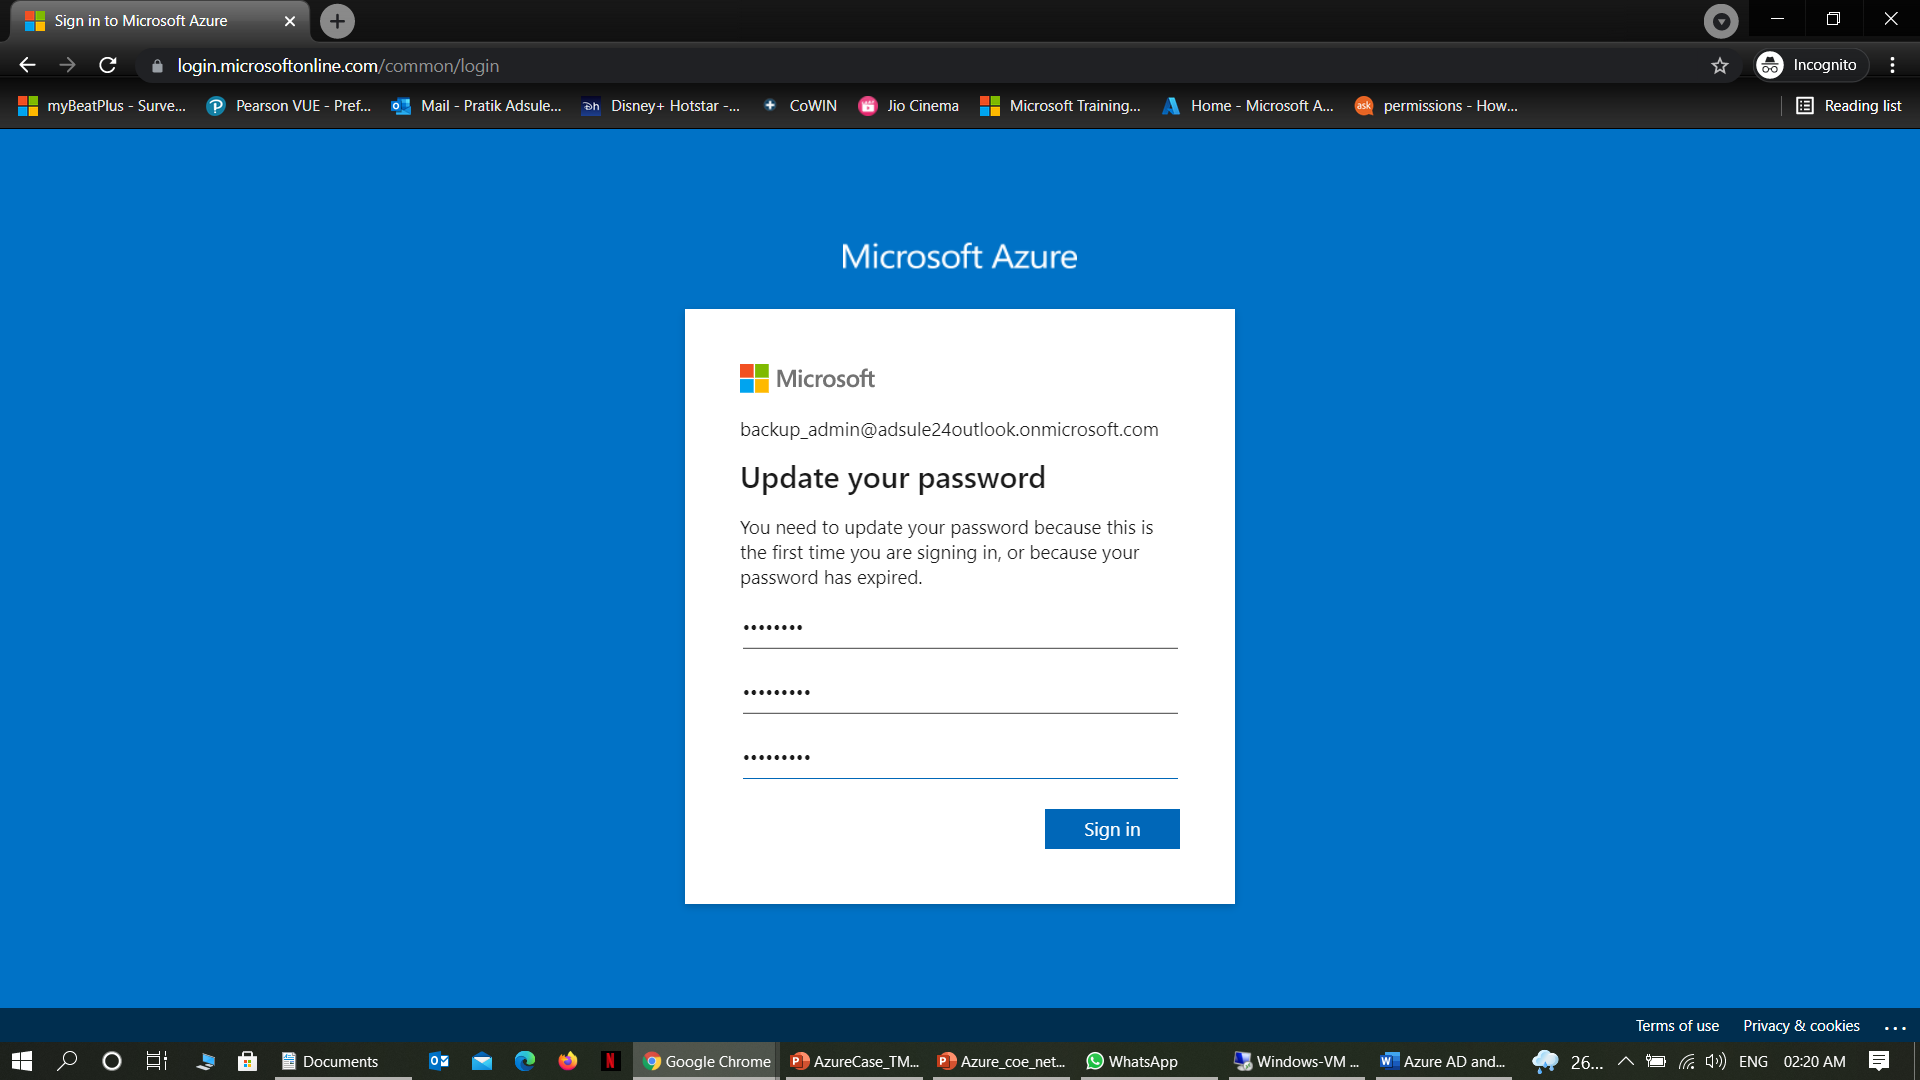 Sign in to Microsoft Azure
login.microsoftonline.com/common/login
Incognito
myBeatPlus - Surve...
Pearson VUE - Pref...
Mail - Pratik Adsule...
Disney+ Hotstar -...
CoWIN
Jio Cinema
Microsoft Training...
Home - Microsoft A...
ask
permissions - How...
Reading list
Microsoft Azure
Microsoft
backup_admin@adsule24outlook.onmicrosoft.com
Update your password
You need to update your password because this is
the first time you are signing in, or because your
password has expired.
Sign in
Terms of use
Privacy & cookies
...
Documents
Google Chrome
AzureCase_TM...
Azure_coe_net...
WhatsApp
Windows-VM ...
Azure AD and...
26...
ENG
02:20 AM